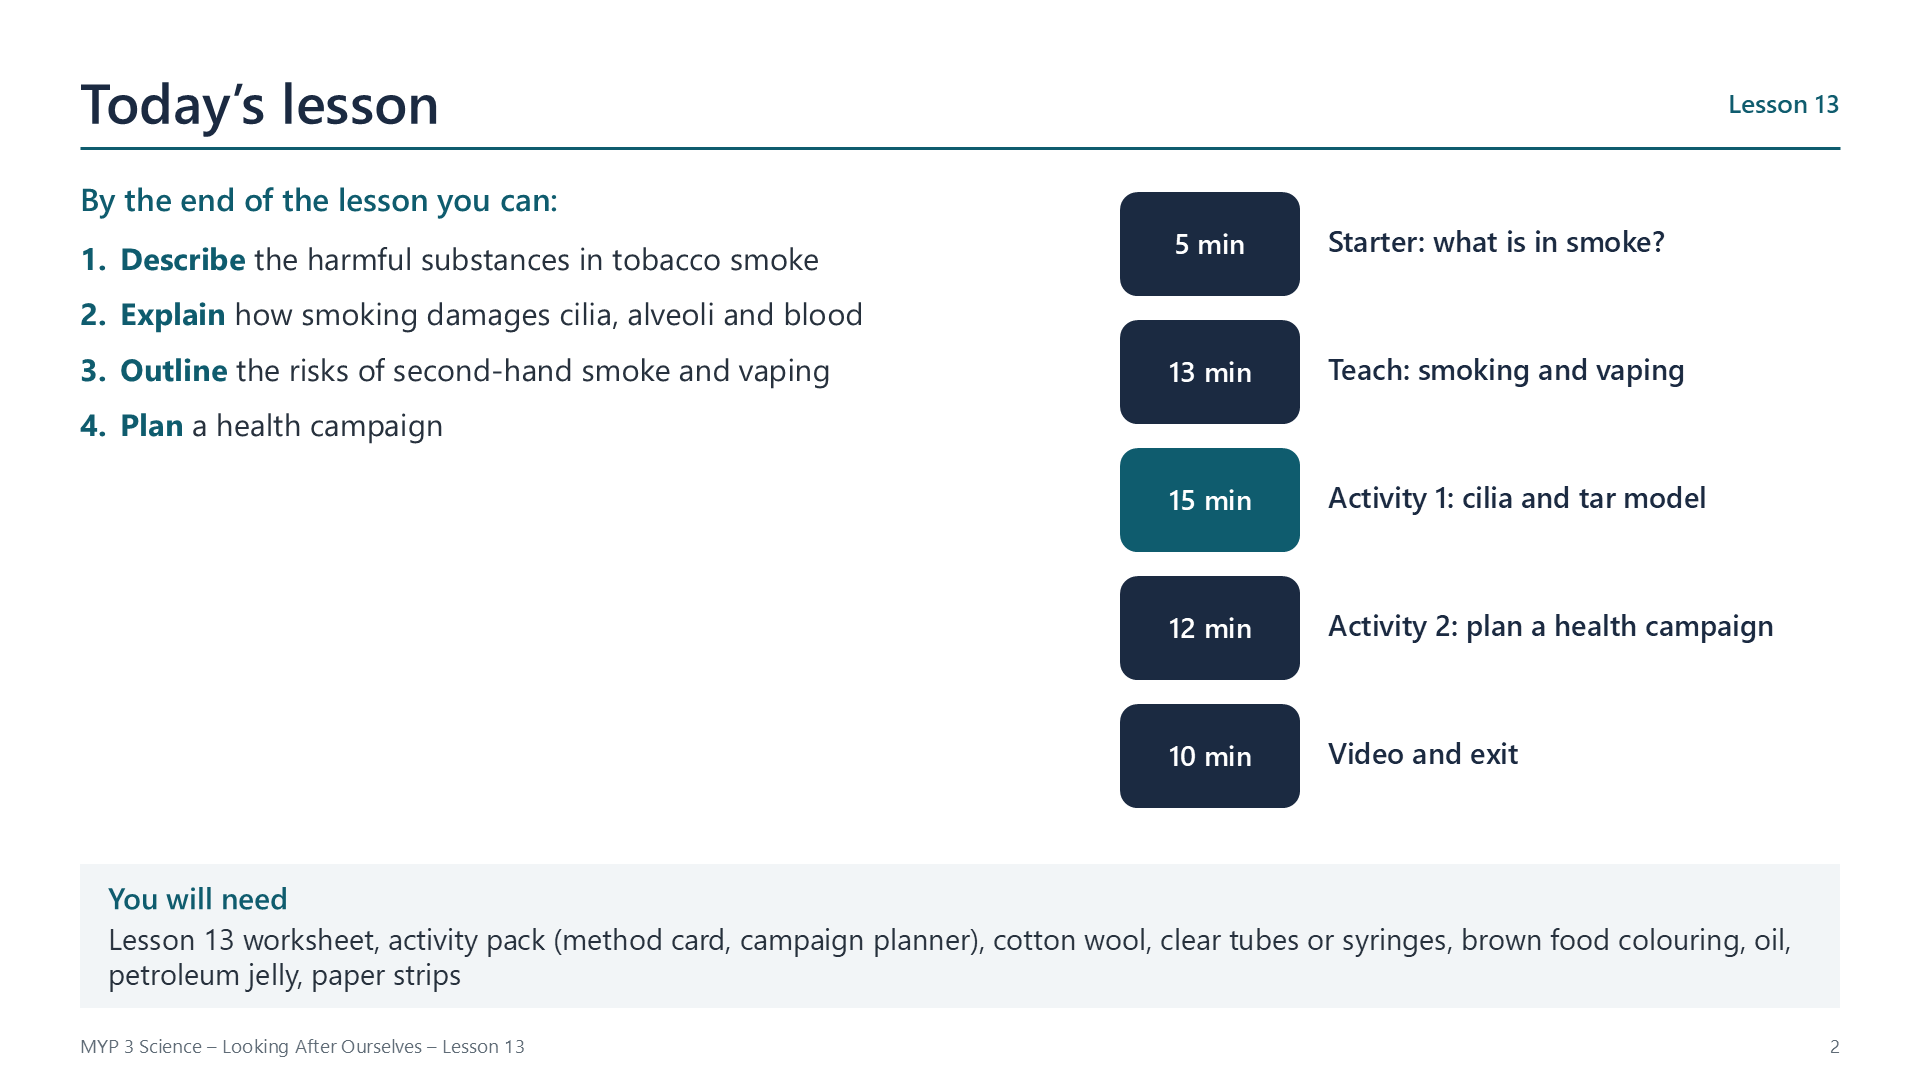 Today’s lesson
Lesson 13
By the end of the lesson you can:
1. Describe the harmful substances in tobacco smoke
2. Explain how smoking damages cilia, alveoli and blood
3. Outline the risks of second-hand smoke and vaping
4. Plan a health campaign
5 min
Starter: what is in smoke?
13 min
Teach: smoking and vaping
15 min
Activity 1: cilia and tar model
12 min
Activity 2: plan a health campaign
10 min
Video and exit
You will need
Lesson 13 worksheet, activity pack (method card, campaign planner), cotton wool, clear tubes or syringes, brown food colouring, oil,
petroleum jelly, paper strips
MYP 3 Science – Looking After Ourselves – Lesson 13
2